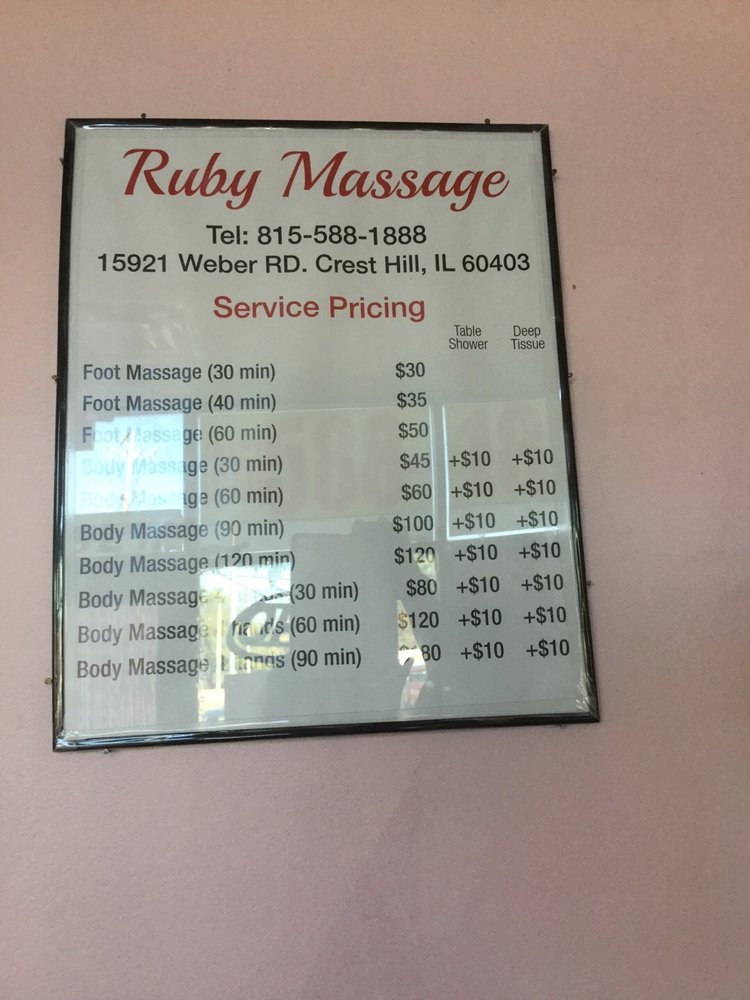 Ruby Massage
Tel: 815-588-1888
15921 Weber RD. Crest Hill, IL 60403
Service Pricing
Table Shower Deep Tissue
Foot Massage (30 min) $30
Foot Massage (40 min) $35
Foot Massage (60 min) $50
Body Massage (30 min) $45 +$10 +$10
Body Massage (60 min) $60 +$10 +$10
Body Massage (90 min) $100 +$10 +$10
Body Massage (120 min) $120 +$10 +$10
Body Massage (30 min) $80 +$10 +$10
Body Massage hands (60 min) $120 +$10 +$10
Body Massage hands (90 min) +$10 +$10